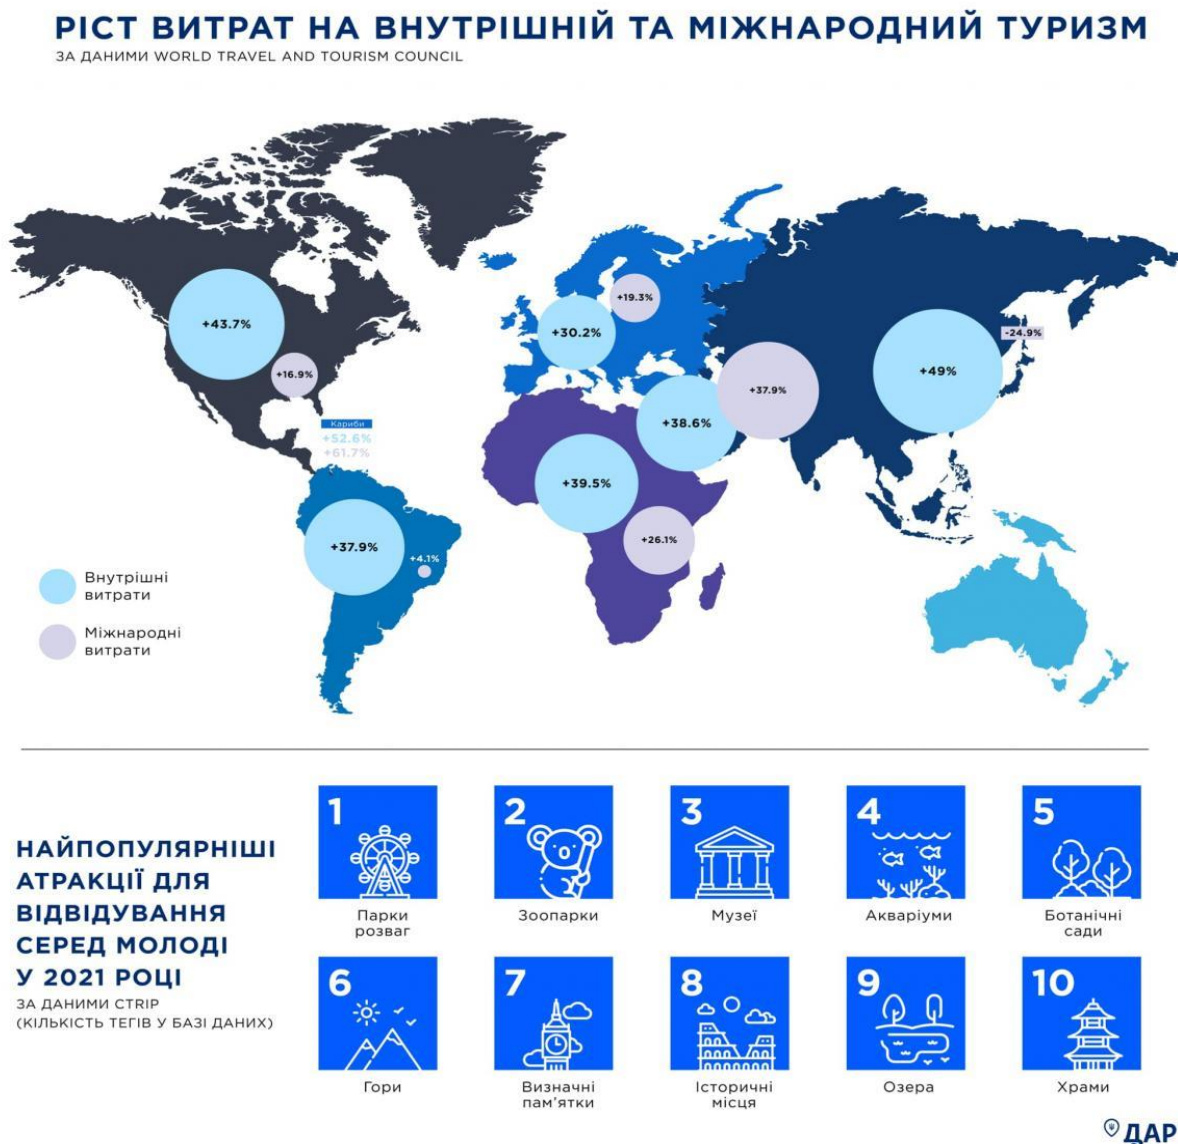 РІСТ ВИТРАТ НА ВНУТРІШНІЙ ТА МІЖНАРОДНИЙ ТУРИЗМ
ЗА ДАНИМИ WORLD TRAVEL AND TOURISM COUNCIL
+43.7%
+16.9%
Кариби
+52.6%
+61.7%
+37.9%
+4.1%
+19.3%
+30.2%
+38.6%
+37.9%
+39.5%
+26.1%
-24.9%
+49%
Внутрішні
витрати
Міжнародні
витрати
НАЙПОПУЛЯРНІШІ
АТРАКЦІЇ ДЛЯ
ВІДВІДУВАННЯ
СЕРЕД МОЛОДІ
У 2021 РОЦІ
ЗА ДАНИМИ CTRIP
(КІЛЬКІСТЬ ТЕГІВ У БАЗІ ДАНИХ)
1
Парки
розваг
2
Зоопарки
3
Музеї
4
Акваріуми
5
Ботанічні
сади
6
Гори
7
Визначні
пам'ятки
8
Історичні
місця
9
Озера
10
Храми
ДАР